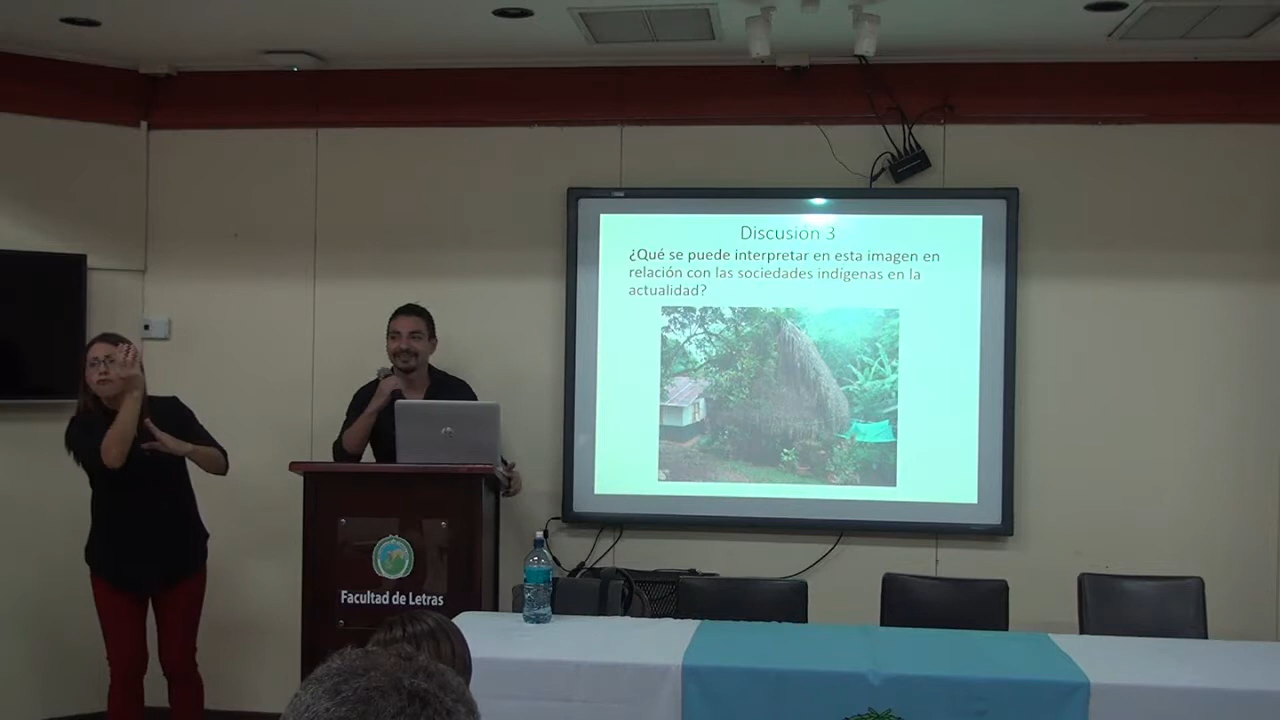 Discusión 3
¿Qué se puede interpretar en esta imagen en
relación con las sociedades indígenas en la
actualidad?
Facultad de Letras